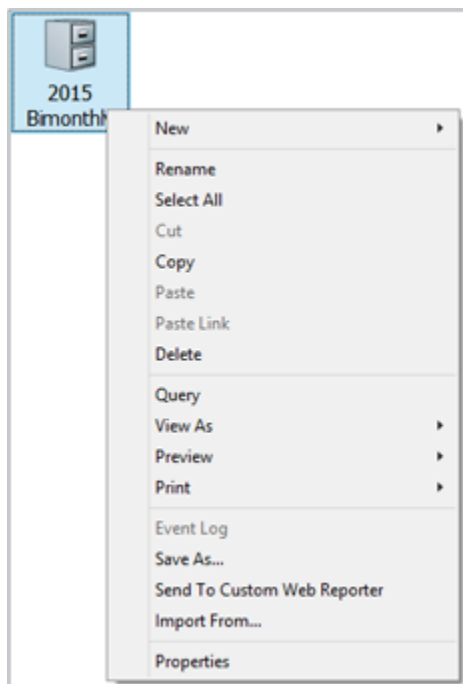 2015
Bimonthly
New
Rename
Select All
Cut
Copy
Paste
Paste Link
Delete
Query
View As
Preview
Print
Event Log
Save As...
Send To Custom Web Reporter
Import From...
Properties